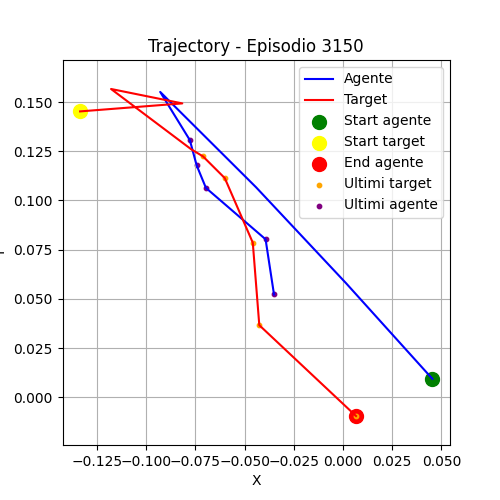 Trajectory - Episodio 3150
Agente
Target
Start agente
Start target
End agente
Ultimi target
Ultimi agente
0.150
0.125
0.100
0.075
0.050
0.025
0.000
−0.125 −0.100 −0.075 −0.050 −0.025 0.000 0.025 0.050
X